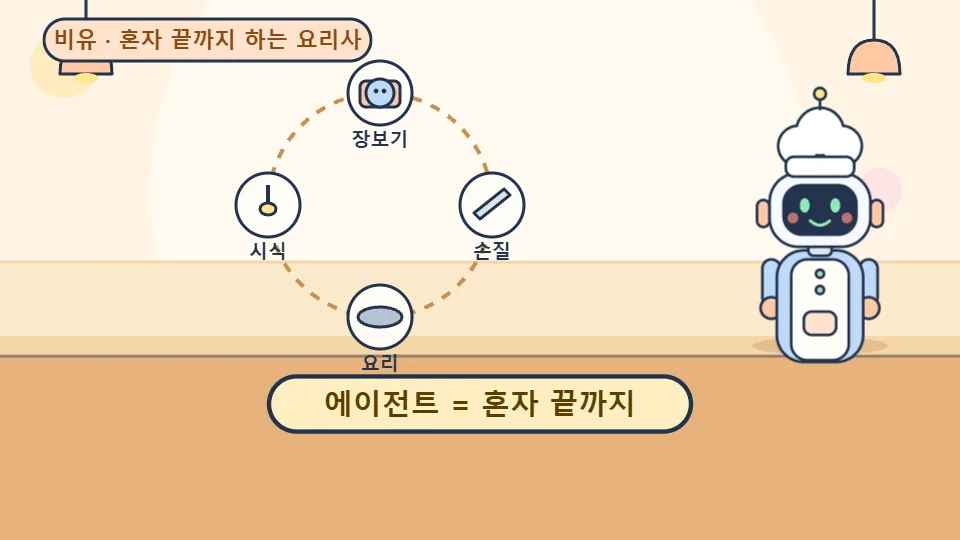 비유 · 혼자 끝까지 하는 요리사
장보기
시식
손질
요리
에이전트 = 혼자 끝까지